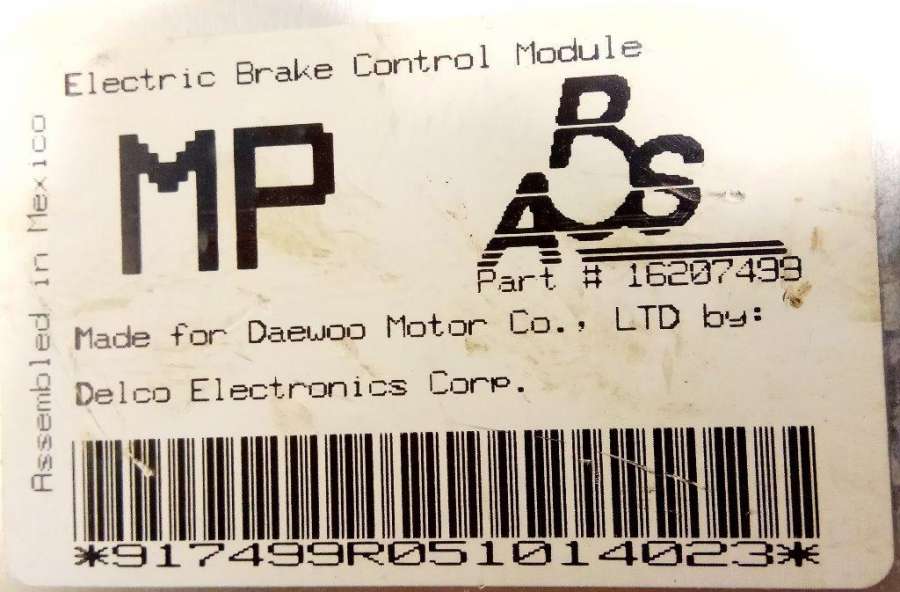 Electric Brake Control Module
MP
ABS
Part # 16207499
Made for Daewoo Motor Co., LTD by:
Delco Electronics Corp.
*917499R051014023*
Assembled in Mexico